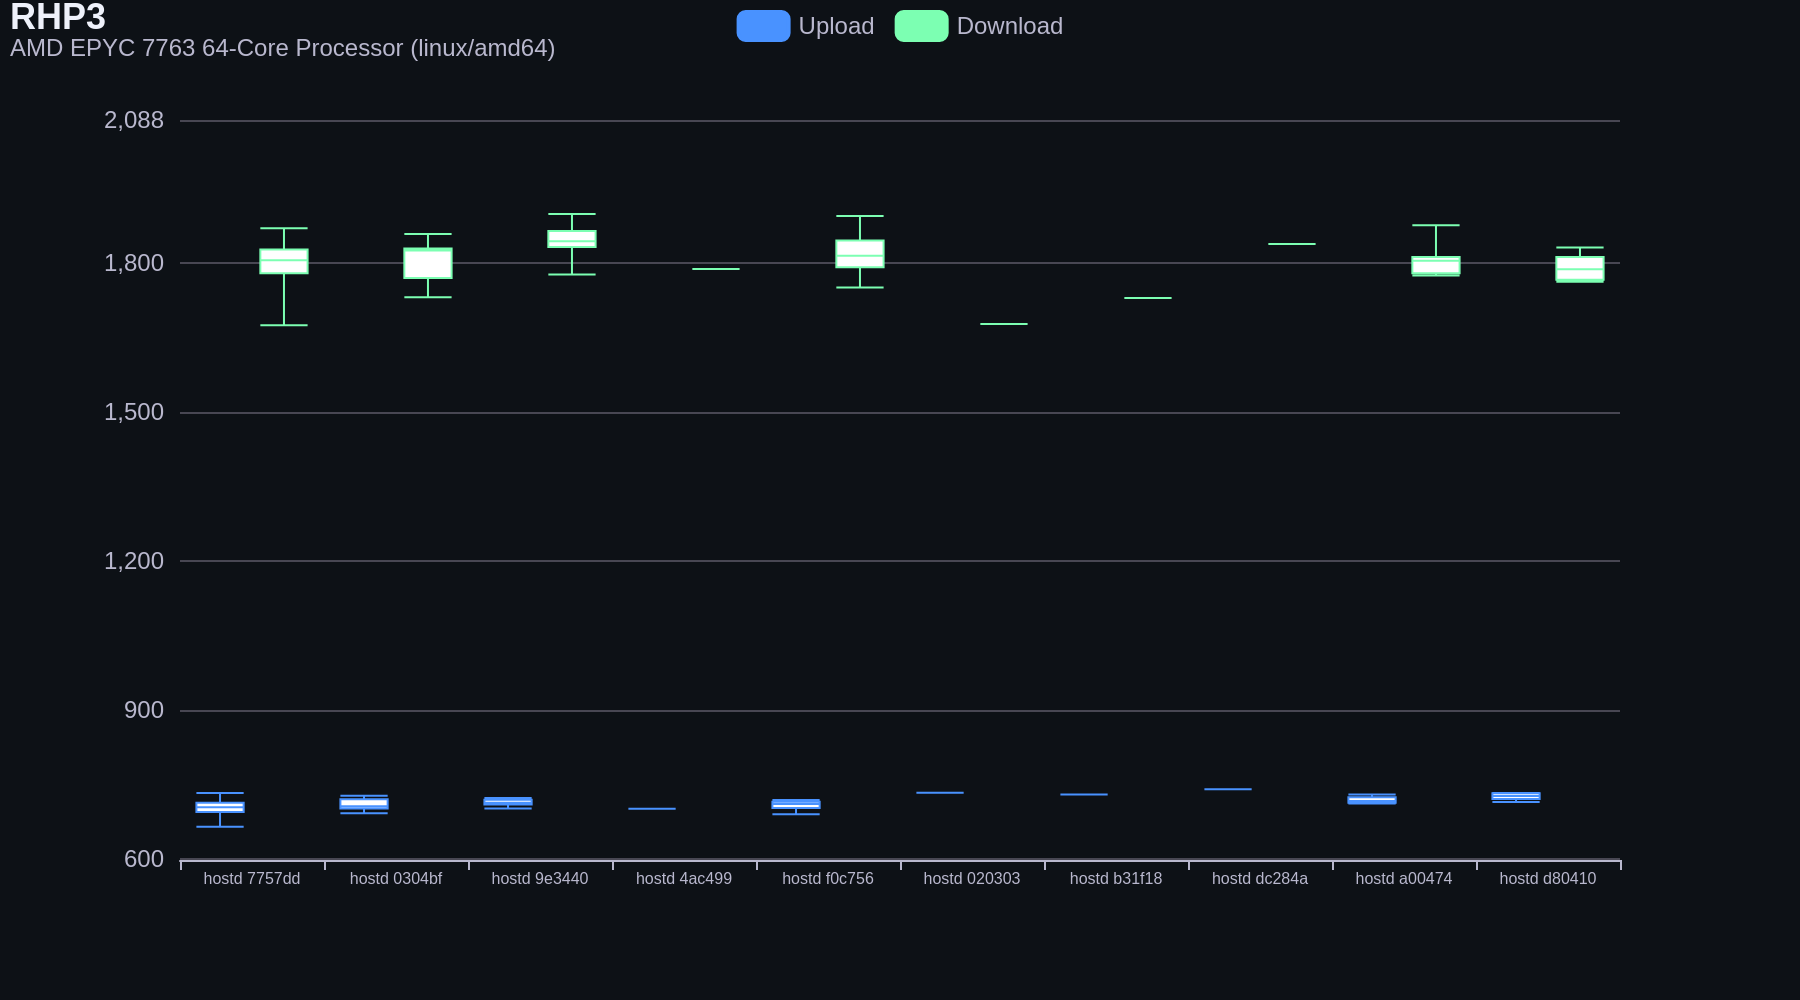 RHP3
AMD EPYC 7763 64-Core Processor (linux/amd64)
Upload Download
2,088
1,800
1,500
1,200
900
600
hostd 7757dd hostd 0304bf hostd 9e3440 hostd 4ac499 hostd f0c756 hostd 020303 hostd b31f18 hostd dc284a hostd a00474 hostd d80410